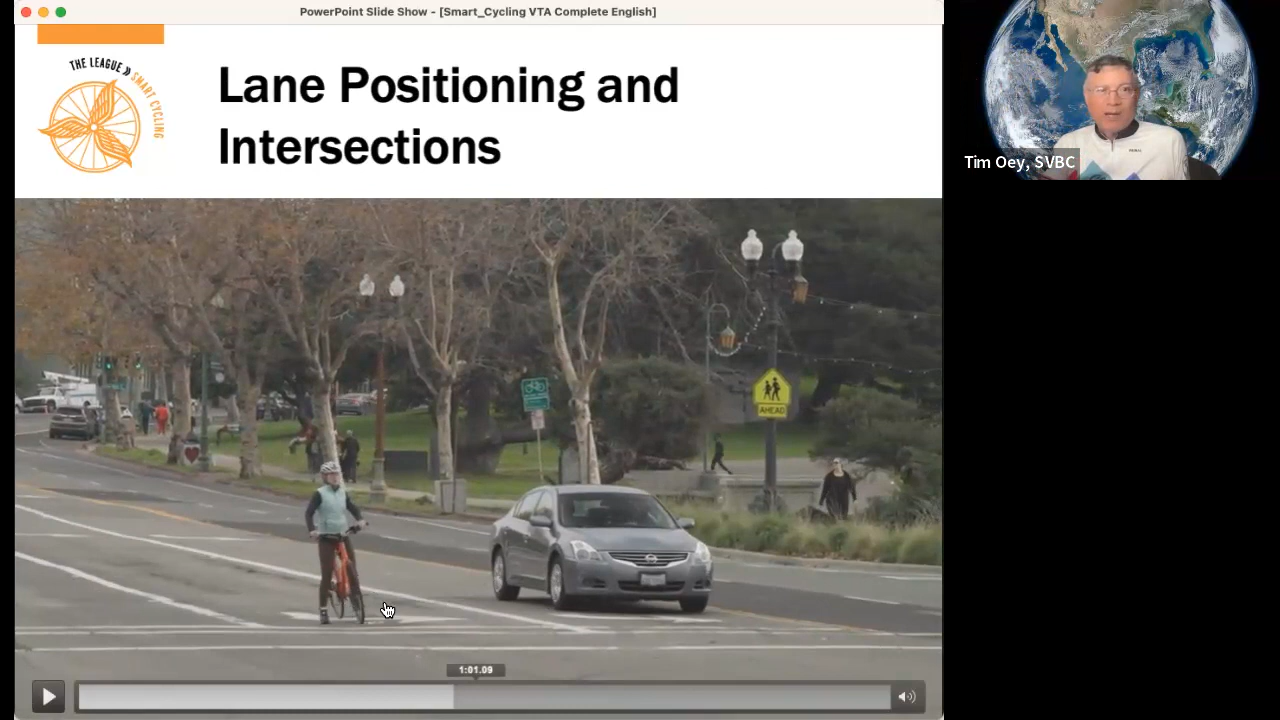 PowerPoint Slide Show - [Smart_Cycling VTA Complete English]
THE LEAGUE
SMART CYCLING
Lane Positioning and
Intersections
Tim Oey, SVBC
AHEAD
1:01.09